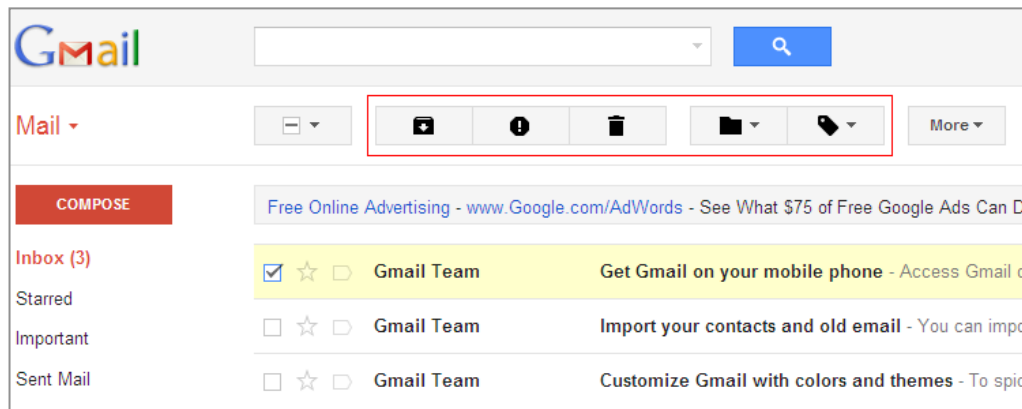 Gmail
Mail
More
COMPOSE
Free Online Advertising - www.Google.com/AdWords - See What $75 of Free Google Ads Can D
Inbox (3)
Gmail Team Get Gmail on your mobile phone - Access Gmail
Starred
Gmail Team Import your contacts and old email - You can impo
Important
Sent Mail
Gmail Team Customize Gmail with colors and themes - To spic